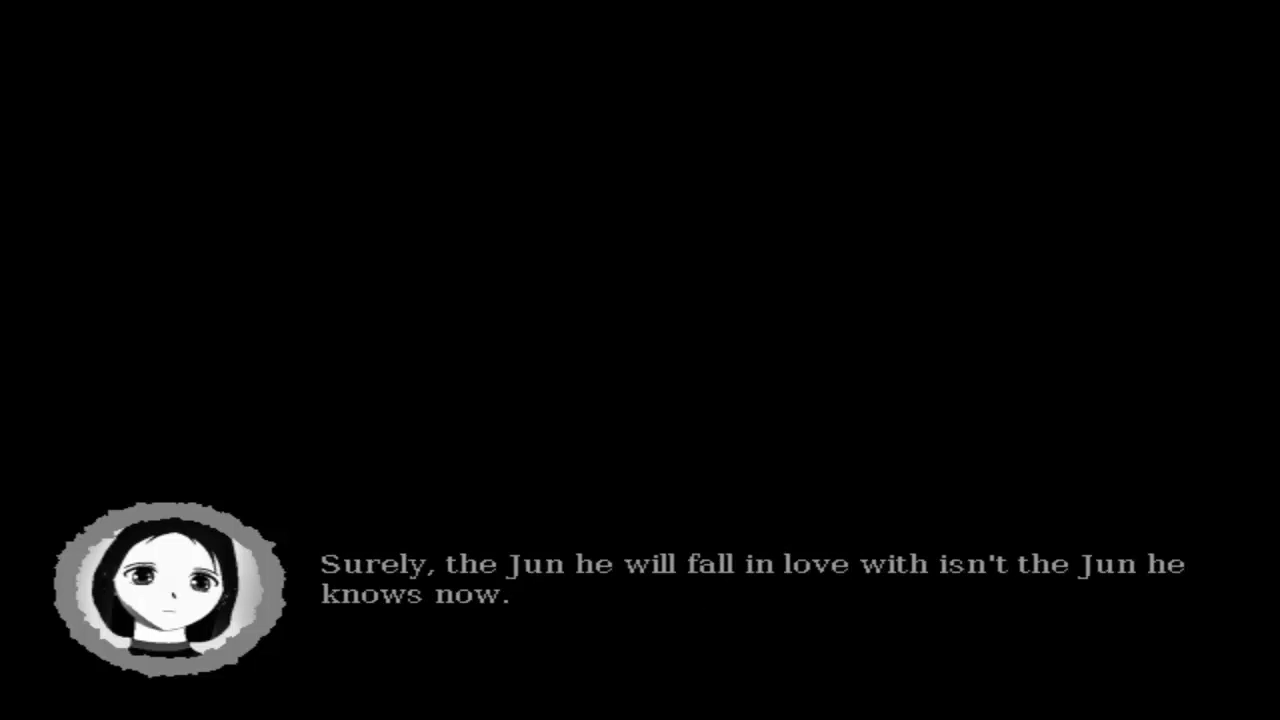 Surely, the Jun he will fall in love with isn't the Jun he
knows now.